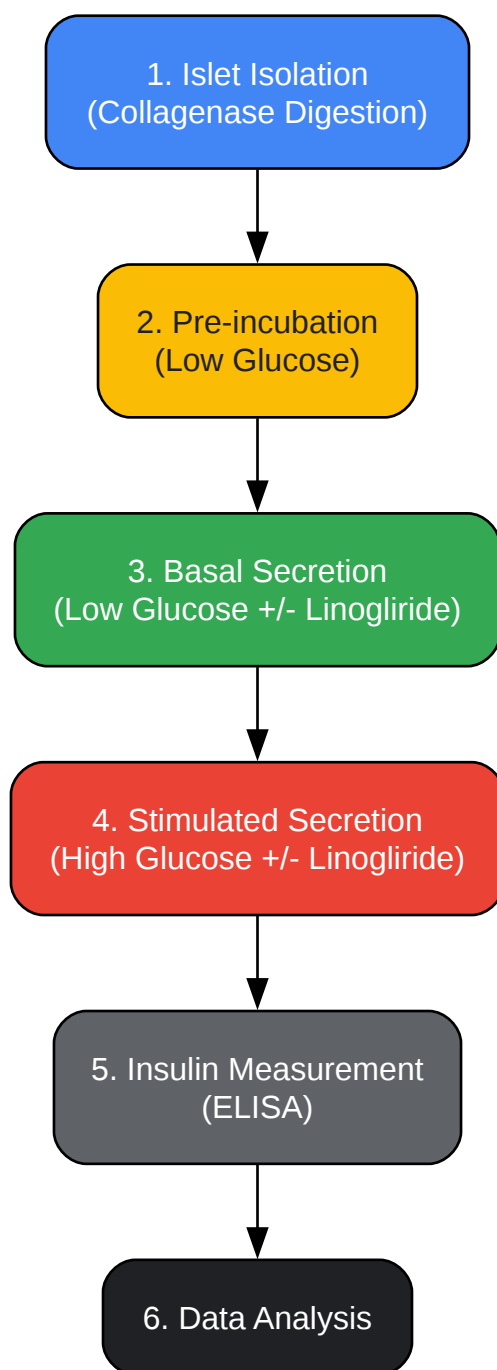 1. Islet Isolation
(Collagenase Digestion)
2. Pre-incubation
(Low Glucose)
3. Basal Secretion
(Low Glucose +/- Linogliride)
4. Stimulated Secretion
(High Glucose +/- Linogliride)
5. Insulin Measurement
(ELISA)
6. Data Analysis